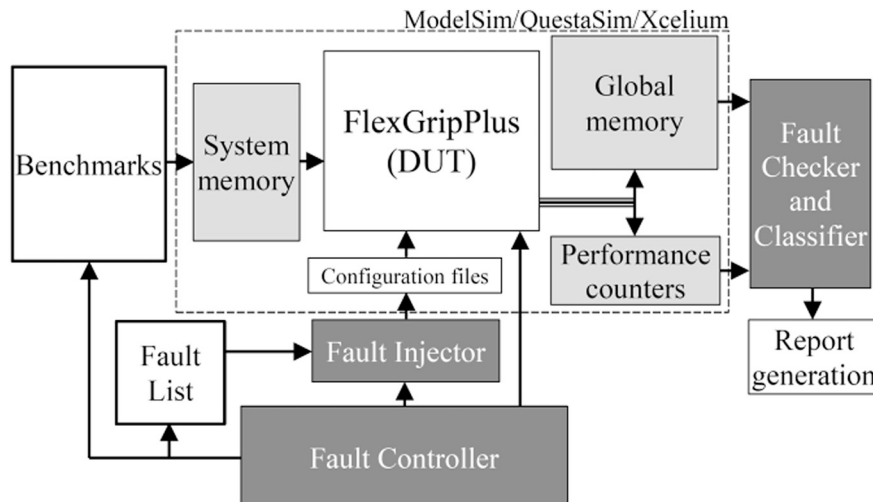 ModelSim/QuestaSim/Xcelium
Benchmarks
System
memory
FlexGripPlus
(DUT)
Global
memory
Fault
Checker
and
Classifier
Configuration files
Performance
counters
Fault
List
Fault Injector
Report
generation
Fault Controller